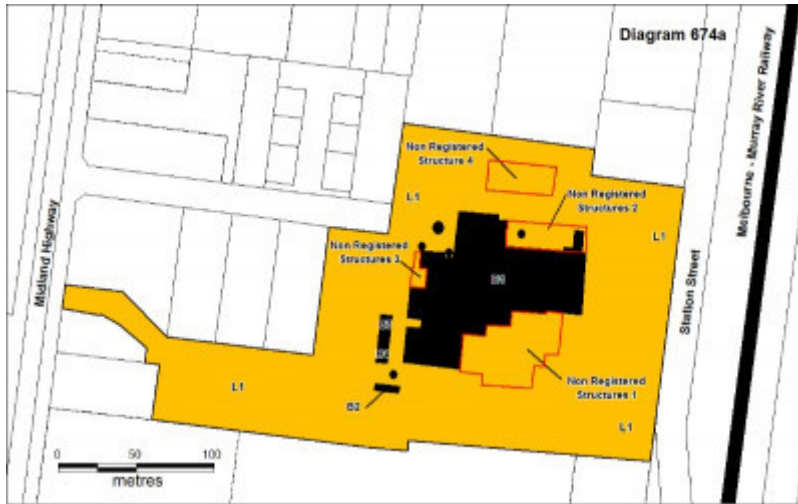 Diagram 674a
Non Registered
Structure 4
L1
Non Registered
Structures 2
L1
Non Registered
Structures 3
Midland Highway
Station Street
Melbourne - Murray River Railway
L1
B2
Non Registered
Structures 1
L1
0 50 100
metres